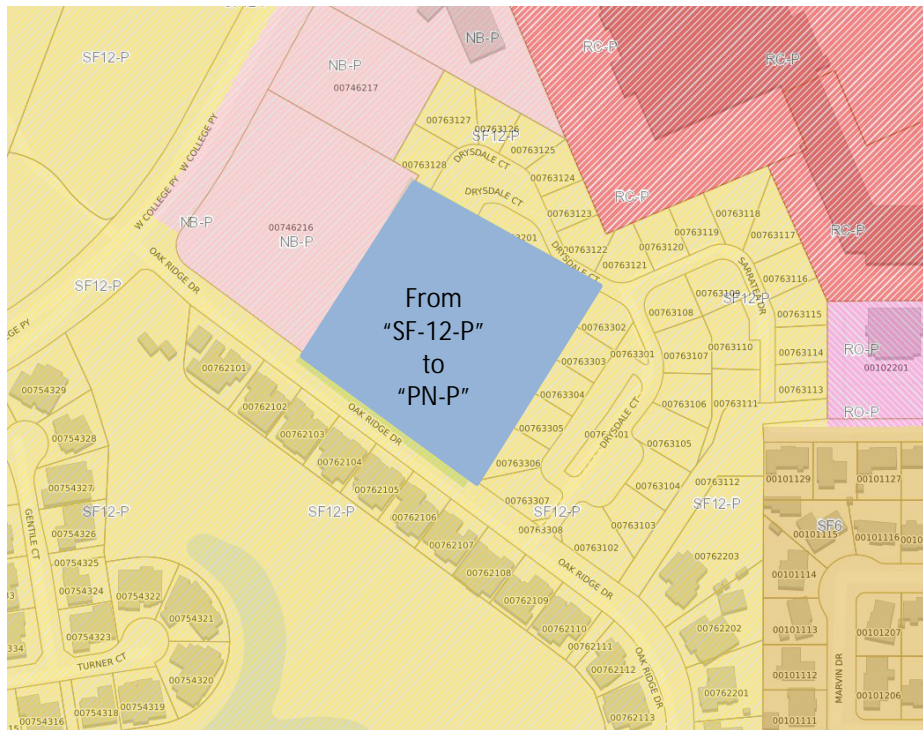 SF12-P
NB-P
RC-P
RC-P
SF12-P
NB-P
00746217
W COLLEGE PY W COLLEGE PY
00763127
00763126
SF12-P
00763125
DRYSDALE CT
00763128
00763124
DRYSDALE CT
RC-P
00763123
00763118
00763119
00763117
NB-P
00746216
NB-P
00763122
00763120
00763121
DRYSDALE CT
RC-P
OAK RIDGE DR
SARRATEA DR
00763116
SF12-P
00763109
SF12-P
From
“SF-12-P”
to
“PN-P”
00763108
00763115
00763302
00763301
00763107
00763110
00763114
RO-P
00102201
00763303
00762101
00763304
00763113
00754329
00762102
OAK RIDGE DR
00763106
00763111
RO-P
00763305
DRYSDALE CT
00763105
00754328
00762103
00762104
00763306
00763112
00101129
00101127
00754327
00762105
00763104
SF12-P
SF12-P
00763307
SF12-P
SF12-P
00762106
00763308
00763103
SF6
00754326
GENTILE CT
00762107
00763102
00101115
00101116
00754325
00762203
00762108
OAK RIDGE DR
00101114
00754324
00754322
00762109
00754321
00754323
00762110
00762202
00101113
00101207
334
TURNER CT
00762111
00754320
00762112
OAK RIDGE DR
00101112
MARVIN DR
00762201
00101206
00754316
00754318
00754319
00762113
00101111